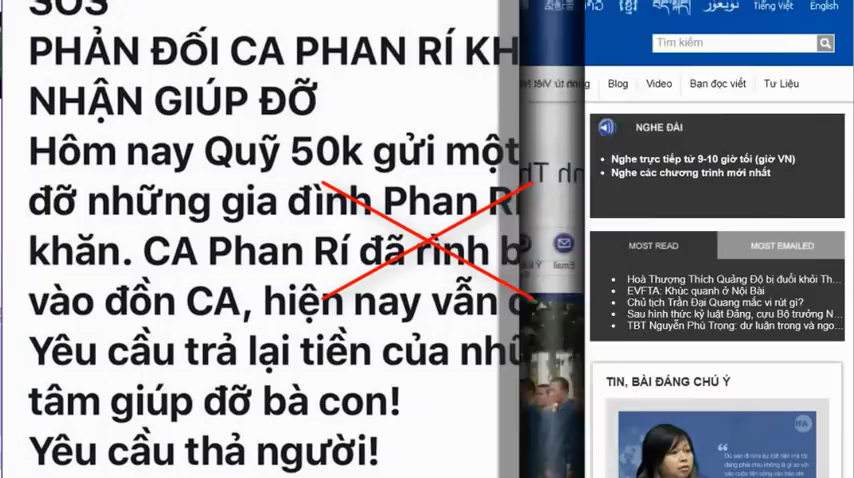 SOS
PHẢN ĐỐI CA PHAN RÍ
NHẬN GIÚP ĐỠ
Hôm nay Quỹ 50k gửi một
đỡ những gia đình Phan Rí
khăn. CA Phan Rí đã rình
vào đồn CA, hiện nay vẫn
Yêu cầu trả lại tiền của
tâm giúp đỡ bà con!
Yêu cầu thả người!
Tiếng Việt English
Tìm kiếm
Blog Video Bạn đọc viết Tư Liệu
NGHE ĐÀI
Nghe trực tiếp từ 9-10 giờ tối (giờ VN)
Nghe các chương trình mới nhất
Email
MOST READ MOST EMAILED
Hoà Thượng Thích Quảng Độ bị đuổi khỏi Th...
EVFTA: Khúc quanh ở Nội Bài
Chủ tịch Trần Đại Quang mắc vi rút gì?
Sau hình thức kỷ luật Đảng, cựu Bộ trưởng N...
TBT Nguyễn Phú Trọng: dư luận trong và ngo...
TIN, BÀI ĐÁNG CHÚ Ý